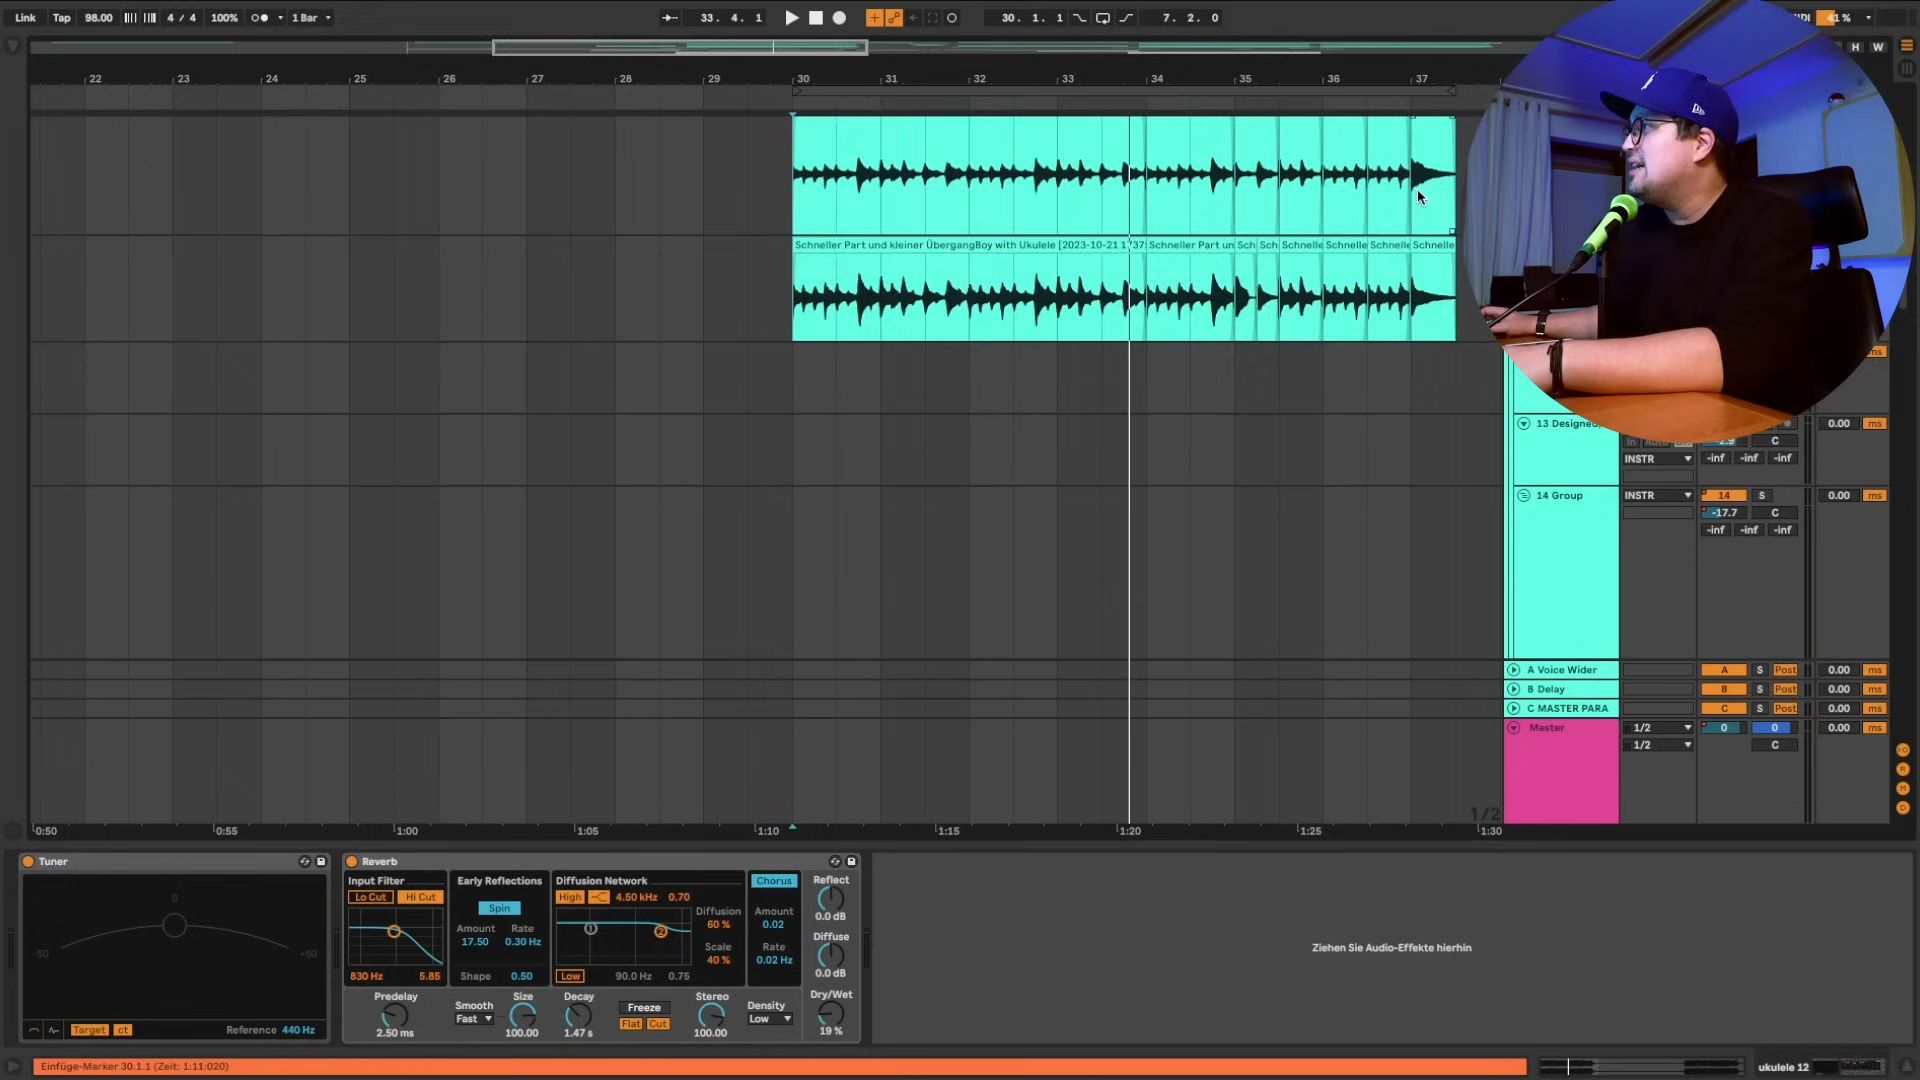 Link Tap 98.00 4 / 4 100% 1 Bar 33. 4. 1 30. 1. 1 7. 2. 0 41 %
H W
22 23 24 25 26 27 28 29 30 31 32 33 34 35 36 37
Schneller Part und kleiner ÜbergangBoy with Ukulele [2023-10-21 Schneller Part un Sch Sch Schnelle Schnelle Schnelle Schnelle
ms
13 Designed 0.00 ms
-2.9 C
INSTR -inf -inf -inf
14 Group INSTR 14 S 0.00 ms
-17.7 C
-inf -inf -inf
A Voice Wider A S Post 0.00 ms
B Delay B S Post 0.00 ms
C MASTER PARA C S Post 0.00 ms
Master 1/2 0 0 0.00 ms
1/2 C
1/2
0:50 0:55 1:00 1:05 1:10 1:15 1:20 1:25 1:30
Tuner
0
-50 +50
Target ct Reference 440 Hz
Reverb
Input Filter Early Reflections Diffusion Network Chorus Reflect
Lo Cut Hi Cut Spin High 4.50 kHz 0.70 0.0 dB
Amount Rate Diffusion Amount Diffuse
17.50 0.30 Hz 60 % 0.02 0.0 dB
Scale Rate
40 % 0.02 Hz
830 Hz 5.85 Shape 0.50 Low 90.0 Hz 0.75
Predelay Smooth Size Decay Freeze Stereo Density Dry/Wet
2.50 ms Fast 100.00 1.47 s Flat Cut 100.00 Low 19 %
Ziehen Sie Audio-Effekte hierhin
Einfüge-Marker 30.1.1 (Zeit: 1:11:020)
ukulele 12